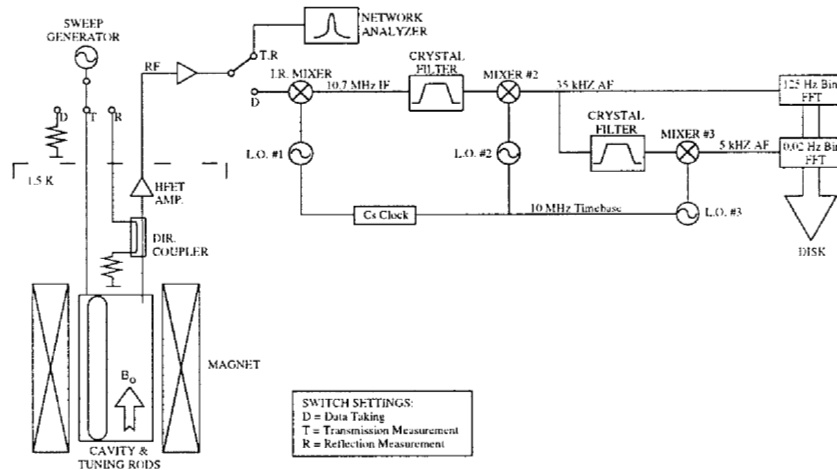 SWEEP
GENERATOR
NETWORK
ANALYZER
RF
T.R
D
I.R. MIXER
10.7 MHz IF
CRYSTAL
FILTER
MIXER #2
35 kHZ AF
125 Hz Bin
FFT
D
T
R
L.O. #1
L.O. #2
CRYSTAL
FILTER
MIXER #3
5 kHZ AF
0.02 Hz Bin
FFT
1.5 K
HFET
AMP.
Cs Clock
10 MHz Timebase
L.O. #3
DISK
DIR.
COUPLER
MAGNET
Bo
CAVITY &
TUNING RODS
SWITCH SETTINGS:
D = Data Taking
T = Transmission Measurement
R = Reflection Measurement